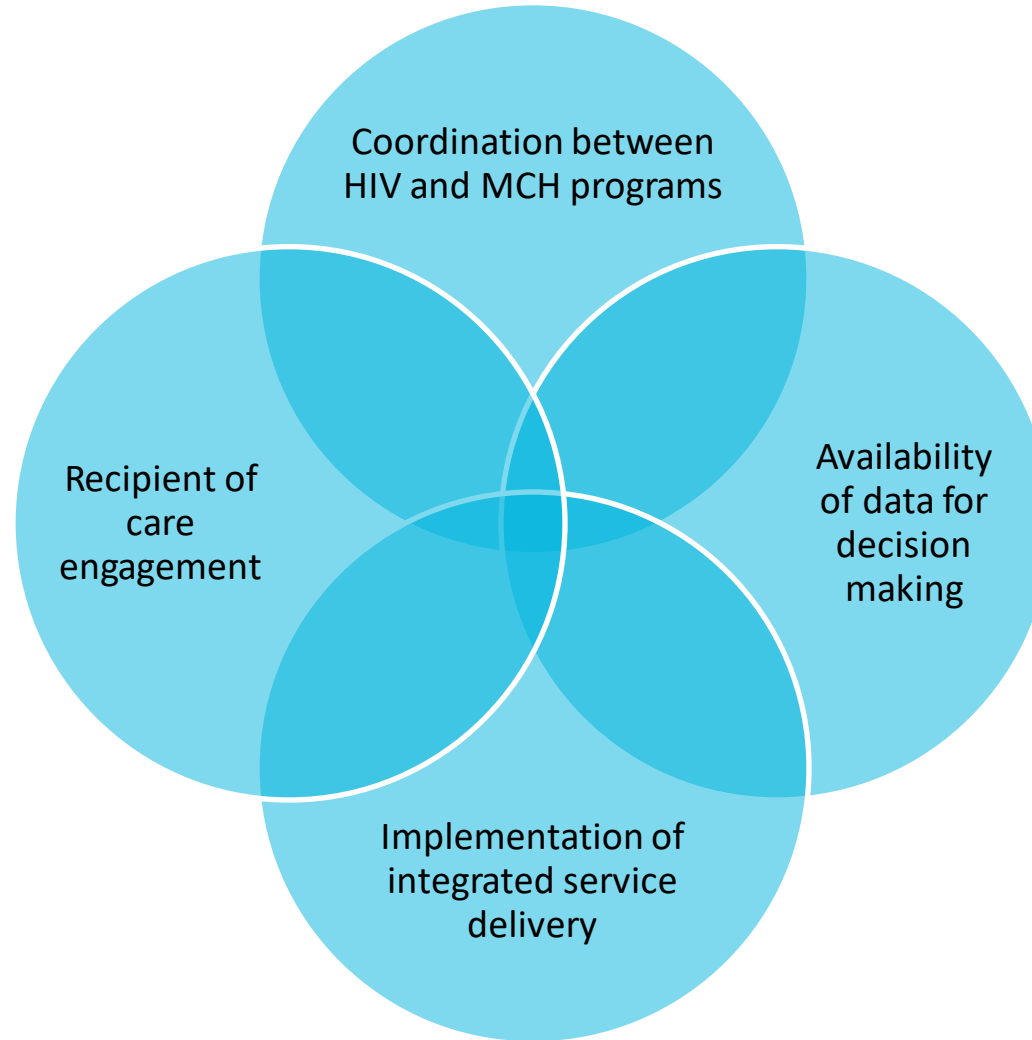 Coordination between
HIV and MCH programs
Recipient of
care
engagement
Availability
of data for
decision
making
Implementation of
integrated service
delivery